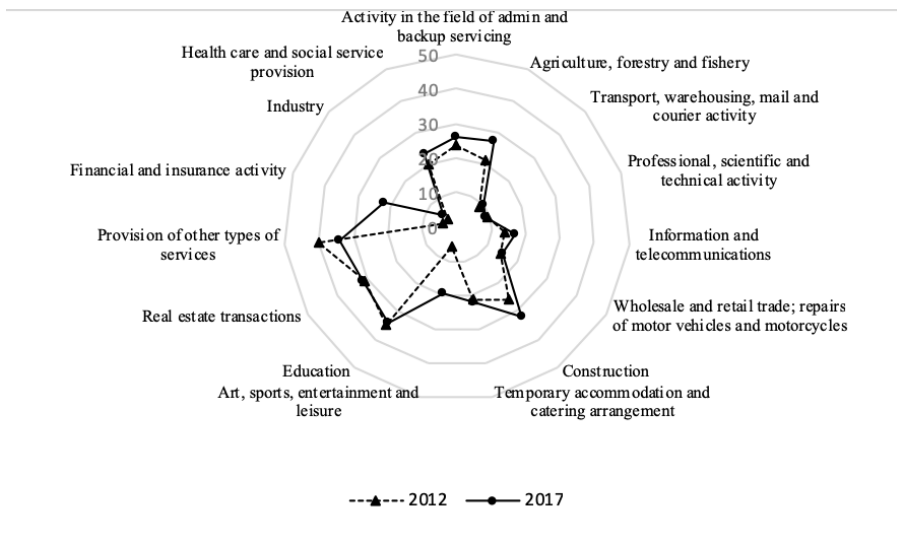 Activity in the field of admin and
backup servicing
Health care and social service
provision
Agriculture, forestry and fishery
Industry
Transport, warehousing, mail and
courier activity
Financial and insurance activity
Professional, scientific and
technical activity
Provision of other types of
services
Information and
telecommunications
Real estate transactions
Wholesale and retail trade; repairs
of motor vehicles and motorcycles
Education
Construction
Art, sports, entertainment and
leisure
Temporary accommodation and
catering arrangement
50
40
30
20
10
0
2012
2017